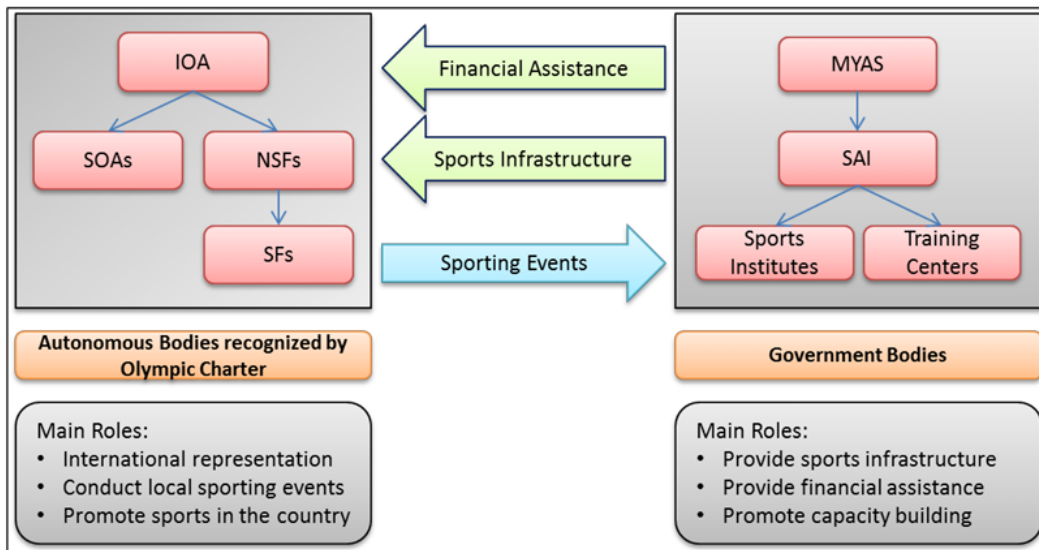 IOA
SOAs
NSFs
SFs
Financial Assistance
Sports Infrastructure
Sporting Events
MYAS
SAI
Sports
Institutes
Training
Centers
Autonomous Bodies recognized by
Olympic Charter
Government Bodies
Main Roles:
• International representation
• Conduct local sporting events
• Promote sports in the country
Main Roles:
• Provide sports infrastructure
• Provide financial assistance
• Promote capacity building